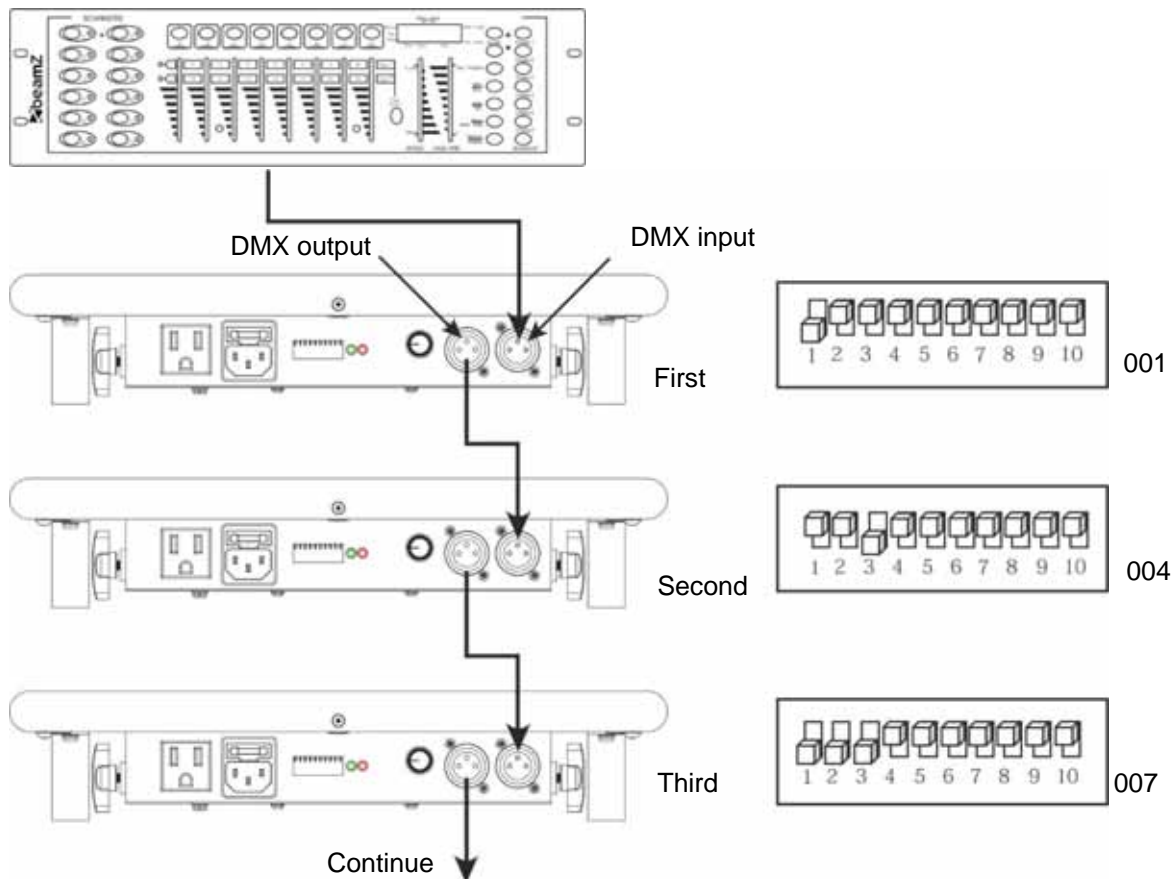 SCANNERS
beamZ
DMX output
DMX input
1 2 3 4 5 6 7 8 9 10
First
001
1 2 3 4 5 6 7 8 9 10
Second
004
1 2 3 4 5 6 7 8 9 10
Third
007
Continue